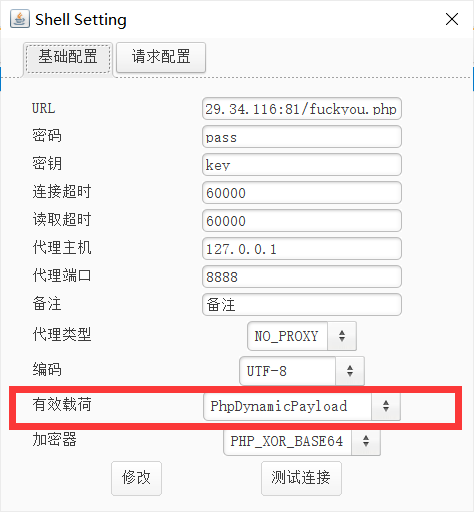 Shell Setting
基础配置 请求配置
URL 29.34.116:81/fuckyou.php
密码 pass
密钥 key
连接超时 60000
读取超时 60000
代理主机 127.0.0.1
代理端口 8888
备注 备注
代理类型 NO_PROXY
编码 UTF-8
有效载荷 PhpDynamicPayload
加密器 PHP_XOR_BASE64
修改 测试连接